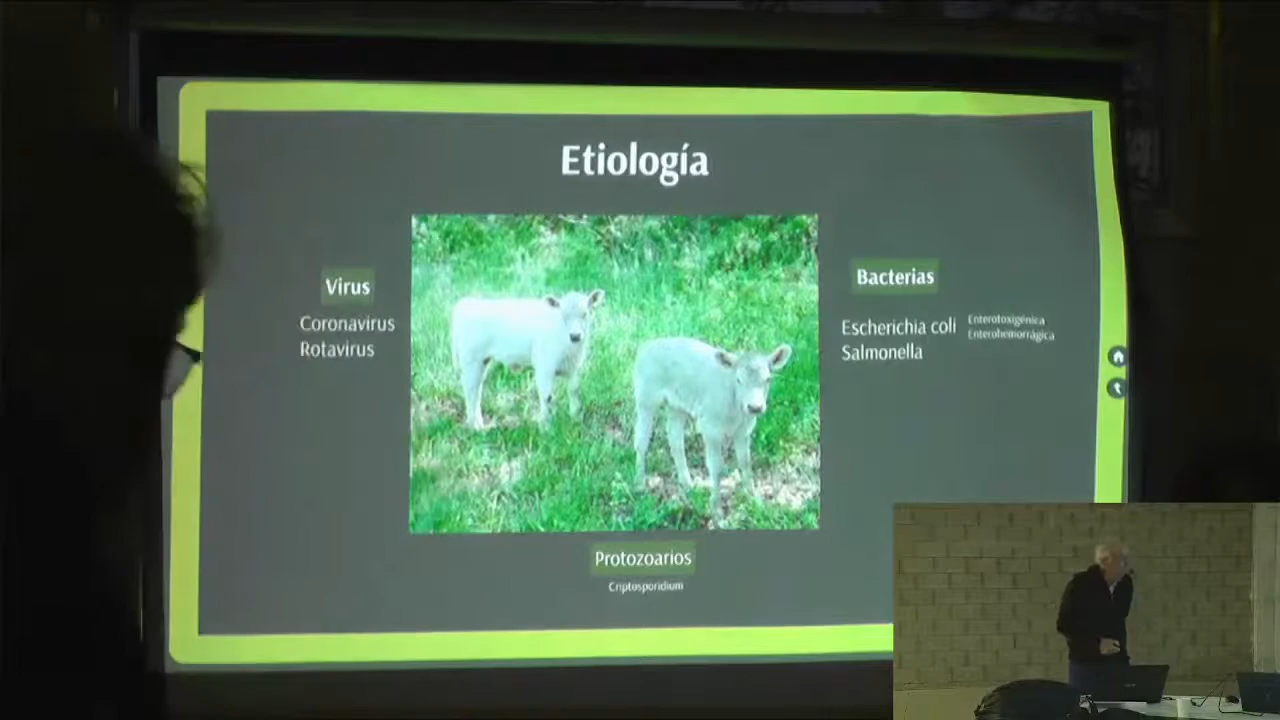 Etiología
Virus
Coronavirus
Rotavirus
Bacterias
Escherichia coli
Enterotoxigénica
Enterohemorrágica
Salmonella
Protozoarios
Criptosporidium